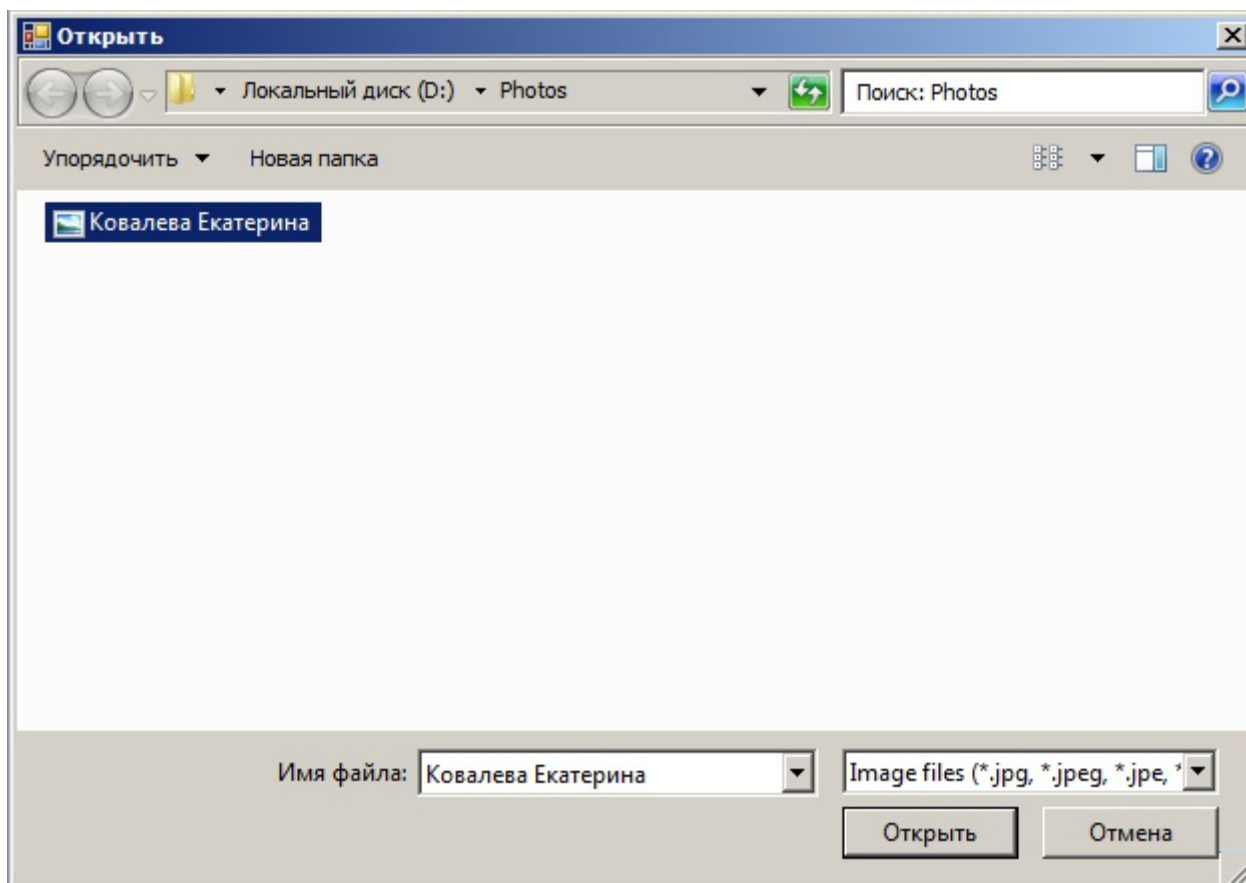 Открыть
Локальный диск (D:) Photos Поиск: Photos
Упорядочить Новая папка
Ковалева Екатерина
Имя файла: Ковалева Екатерина Image files (*.jpg, *.jpeg, *.jpe, *
Открыть Отмена